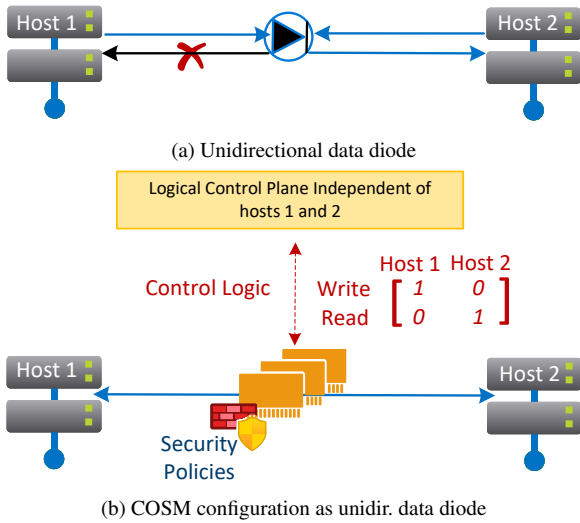 Host 1
Host 2
(a) Unidirectional data diode
Logical Control Plane Independent of
hosts 1 and 2
Host 1 Host 2
Control Logic
Write [ 1 0 ]
Read [ 0 1 ]
Host 1
Host 2
Security
Policies
(b) COSM configuration as unidir. data diode